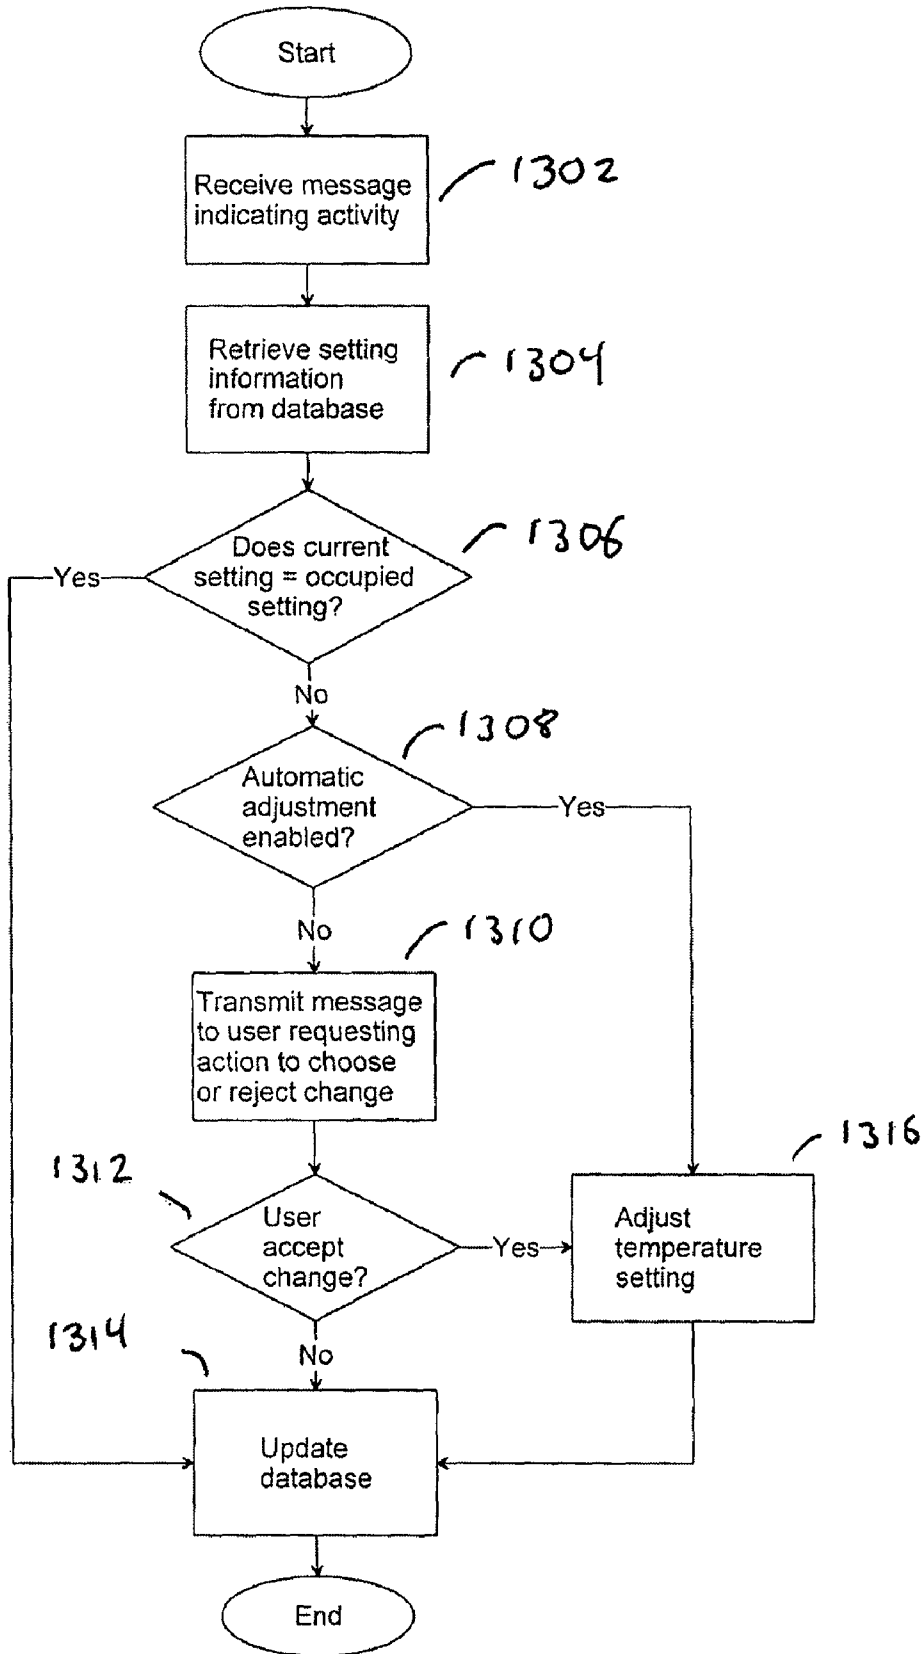 Start
Receive message
indicating activity
1302
Retrieve setting
information
from database
1304
Does current
setting = occupied
setting?
1306
Yes
No
1308
Automatic
adjustment
enabled?
Yes
No
1310
Transmit message
to user requesting
action to choose
or reject change
1312
User
accept
change?
Yes
1316
Adjust
temperature
setting
No
1314
Update
database
End